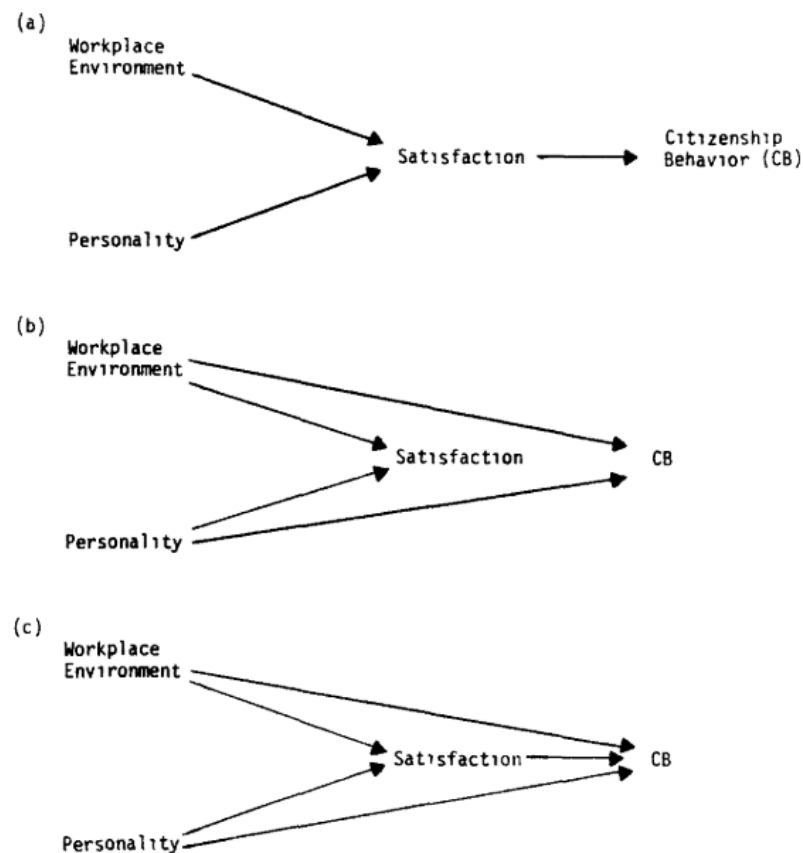 (a)
Workplace
Environment
Satisfaction
Citizenship
Behavior (CB)
Personality
(b)
Workplace
Environment
Satisfaction
CB
Personality
(c)
Workplace
Environment
Satisfaction
CB
Personality